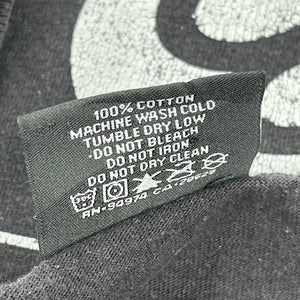 100% COTTON
MACHINE WASH COLD
TUMBLE DRY LOW
·DO NOT BLEACH
DO NOT IRON
DO NOT DRY CLEAN
RN-94974 CA-20629